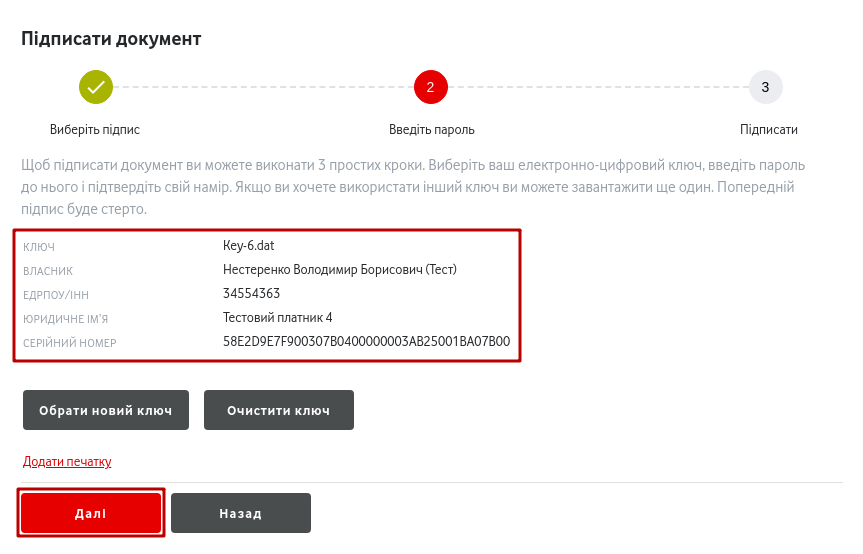 Підписати документ
2
3
Виберіть підпис
Введіть пароль
Підписати
Щоб підписати документ ви можете виконати 3 простих кроки. Виберіть ваш електронно-цифровий ключ, введіть пароль
до нього і підтвердіть свій намір. Якщо ви хочете використати інший ключ ви можете завантажити ще один. Попередній
підпис буде стерто.
КЛЮЧ Key-6.dat
ВЛАСНИК Нестеренко Володимир Борисович (Тест)
ЕДРПОУ/ІНН 34554363
ЮРИДИЧНЕ ІМ'Я Тестовий платник 4
СЕРІЙНИЙ НОМЕР 58E2D9E7F900307B0400000003AB25001BA07B00
Обрати новий ключ
Очистити ключ
Додати печатку
Далі
Назад